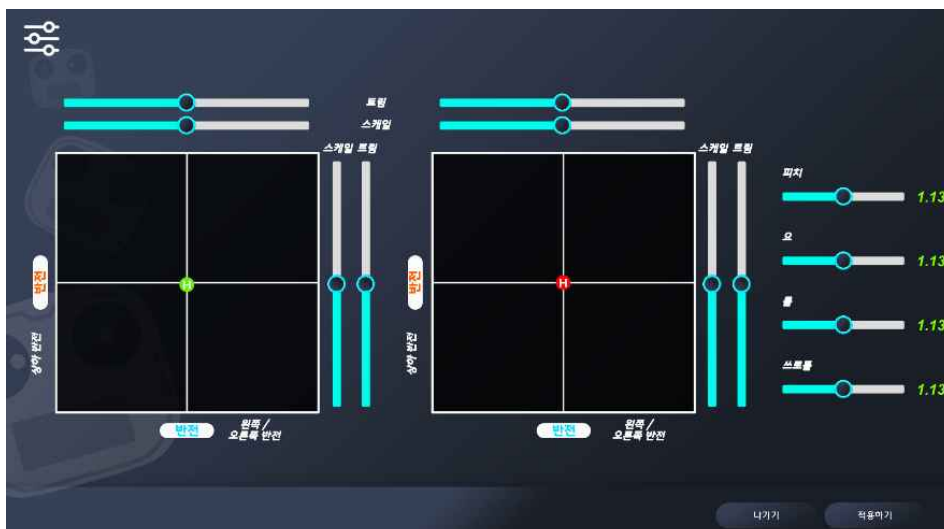 트림
스케일
스케일 트림
스케일 트림
피치
1.13
요
1.13
롤
1.13
쓰로틀
1.13
반전
상하 반전
H
반전
상하 반전
H
반전
왼쪽 /
오른쪽 반전
반전
왼쪽 /
오른쪽 반전
나가기
적용하기